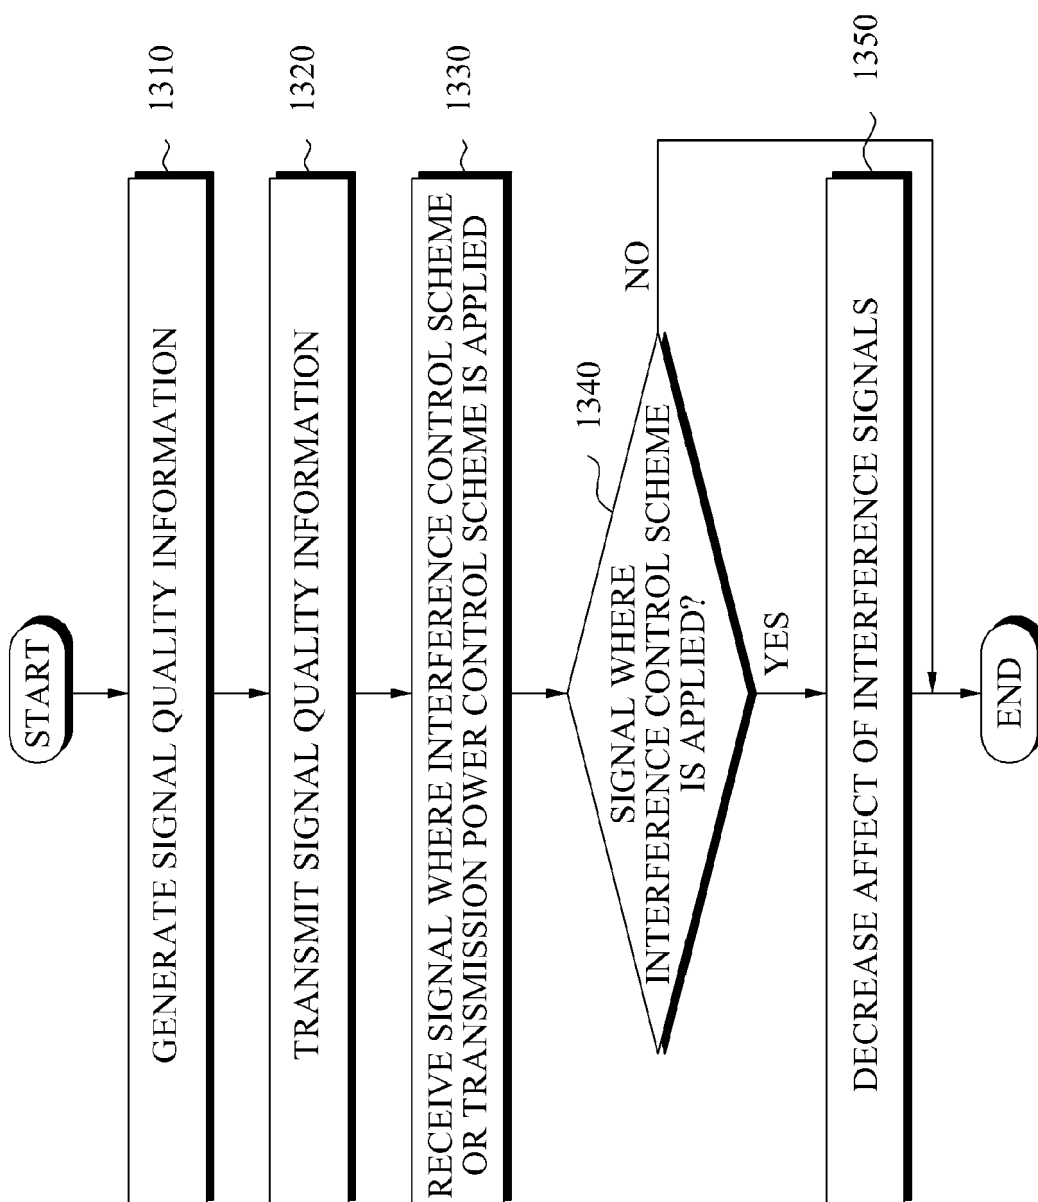 START
1310
GENERATE SIGNAL QUALITY INFORMATION
1320
TRANSMIT SIGNAL QUALITY INFORMATION
1330
RECEIVE SIGNAL WHERE INTERFERENCE CONTROL SCHEME
OR TRANSMISSION POWER CONTROL SCHEME IS APPLIED
1340
SIGNAL WHERE
INTERFERENCE CONTROL SCHEME
IS APPLIED?
NO
YES
1350
DECREASE AFFECT OF INTERFERENCE SIGNALS
END